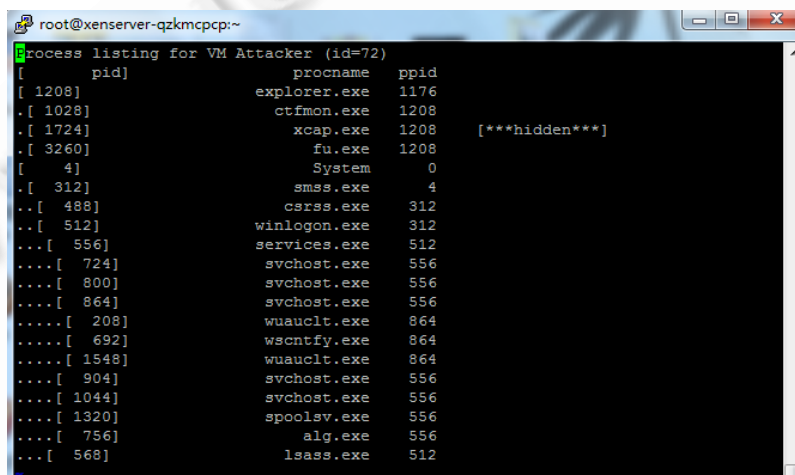 root@xenserver-qzkmcpcp:~
Process listing for VM Attacker (id=72)
[ pid] procname ppid
[ 1208] explorer.exe 1176
.[ 1028] ctfmon.exe 1208
.[ 1724] xcap.exe 1208 [***hidden***]
.[ 3260] fu.exe 1208
[ 4] System 0
.[ 312] smss.exe 4
..[ 488] csrss.exe 312
..[ 512] winlogon.exe 312
...[ 556] services.exe 512
....[ 724] svchost.exe 556
....[ 800] svchost.exe 556
....[ 864] svchost.exe 556
.....[ 208] wuauclt.exe 864
.....[ 692] wscntfy.exe 864
.....[ 1548] wuauclt.exe 864
....[ 904] svchost.exe 556
....[ 1044] svchost.exe 556
....[ 1320] spoolsv.exe 556
....[ 756] alg.exe 556
...[ 568] lsass.exe 512